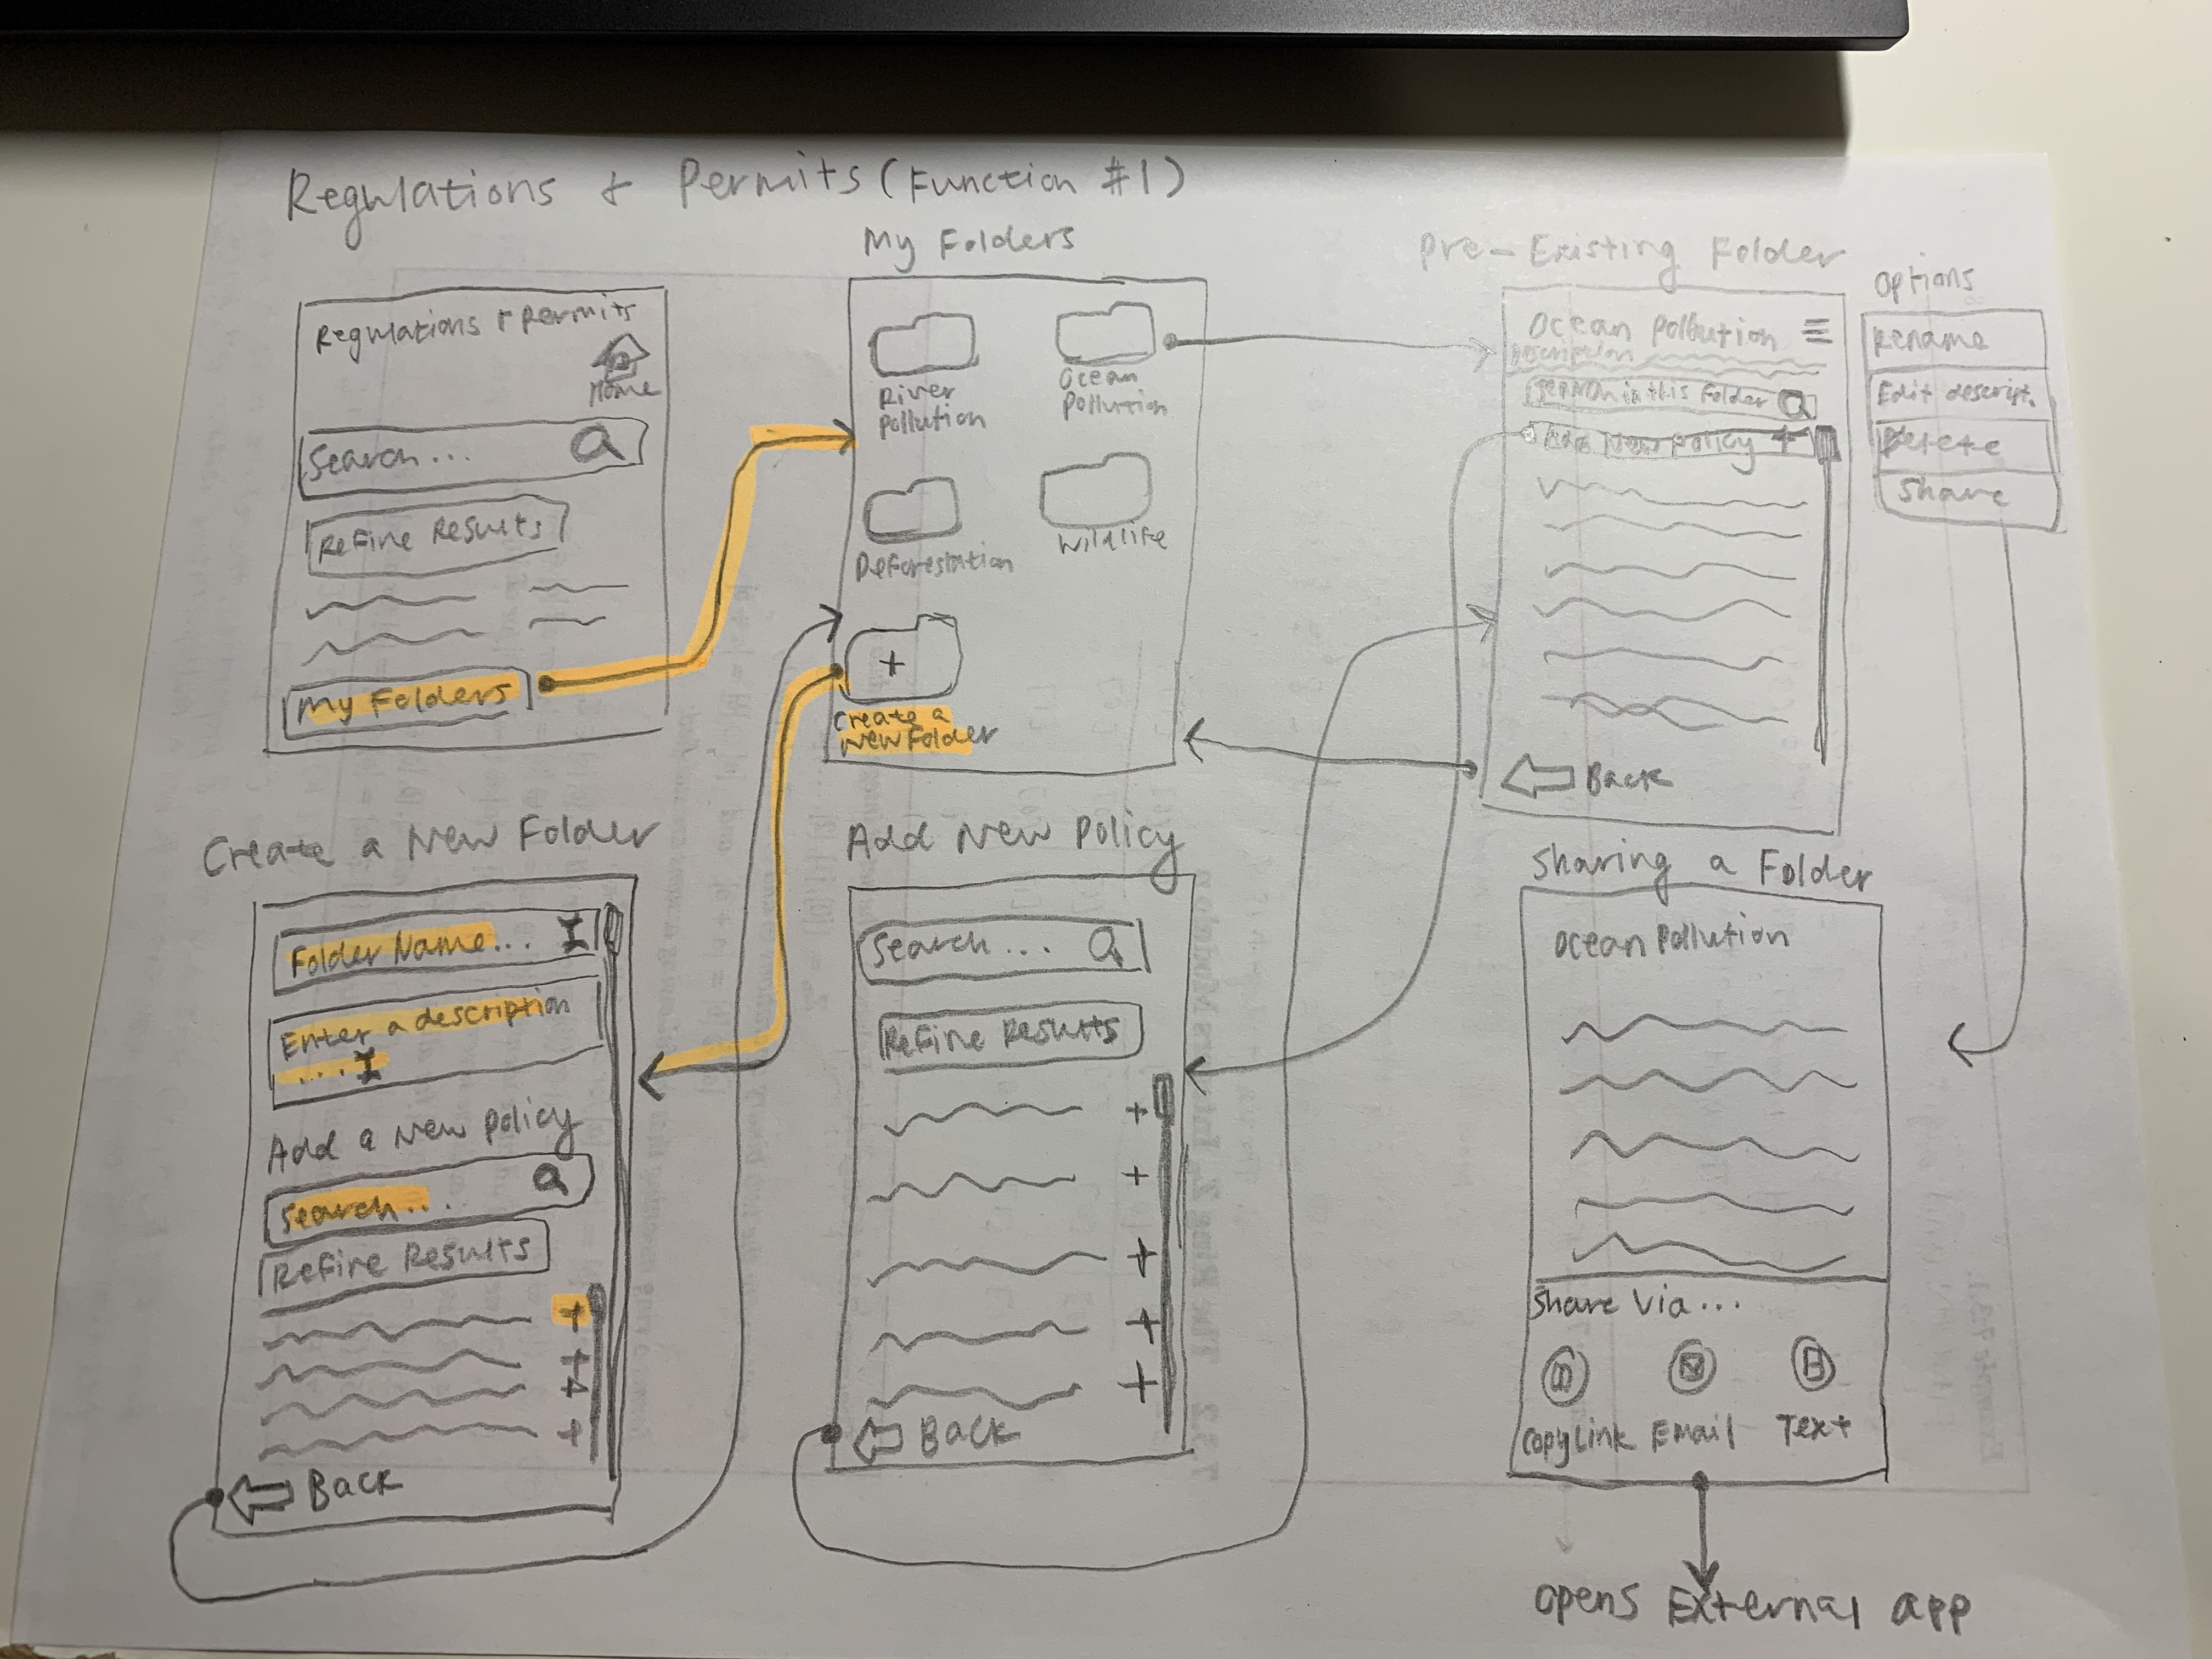 Regulations + Permits (Function #1)
Regulations + Permits
Home
Search...
Refine Results
My Folders
My Folders
River
Pollution
Ocean
Pollution
Deforestation
Wildlife
+
Create a
New Folder
Pre-Existing Folder
Ocean Pollution
Description
Search in this Folder
Add New Policy +
Back
Options
Rename
Edit descript.
Delete
Share
Create a New Folder
Folder Name...
Enter a description
...
Add a New Policy
Search...
Refine Results
+
+
+
+
Back
Add New Policy
Search...
Refine Results
+
+
+
+
+
Back
Sharing a Folder
Ocean Pollution
Share Via...
Copy Link Email Text
opens External app